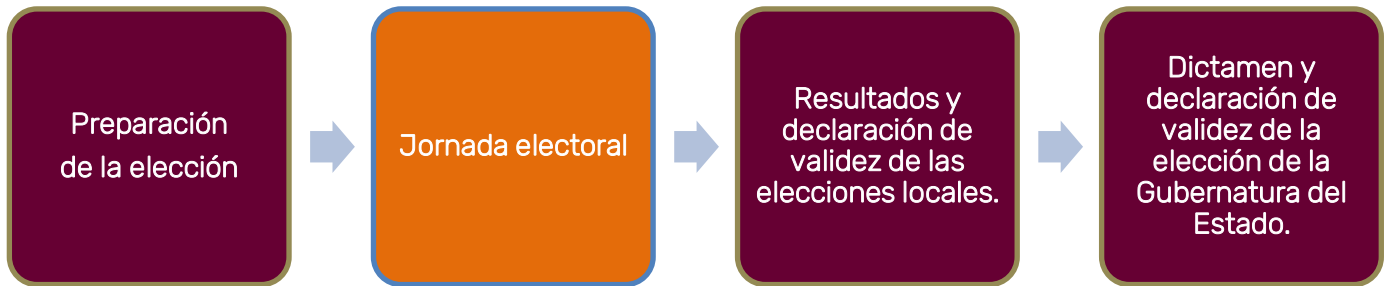 Preparación
de la elección
Jornada electoral
Resultados y
declaración de
validez de las
elecciones locales.
Dictamen y
declaración de
validez de la
elección de la
Gubernatura del
Estado.